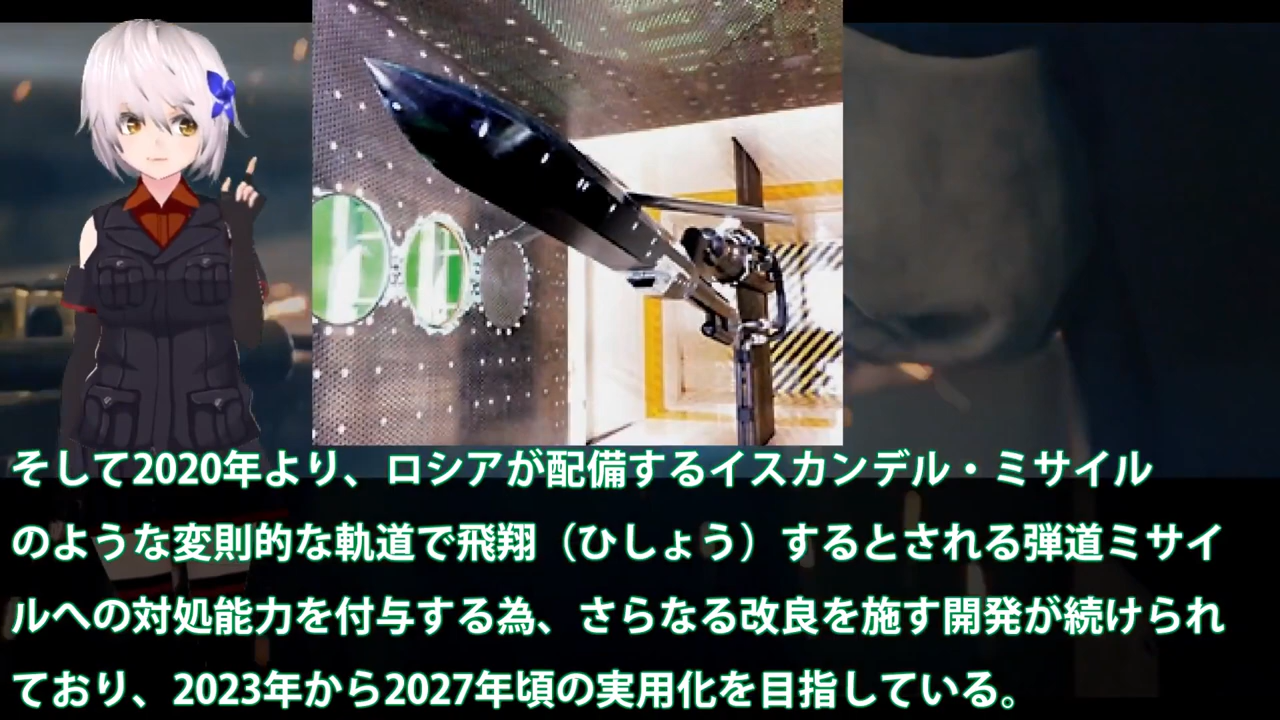 そして2020年より、ロシアが配備するイスカンデル・ミサイル
のような変則的な軌道で飛翔（ひしょう）するとされる弾道ミサイ
ルへの対処能力を付与する為、さらなる改良を施す開発が続けられ
ており、2023年から2027年頃の実用化を目指している。